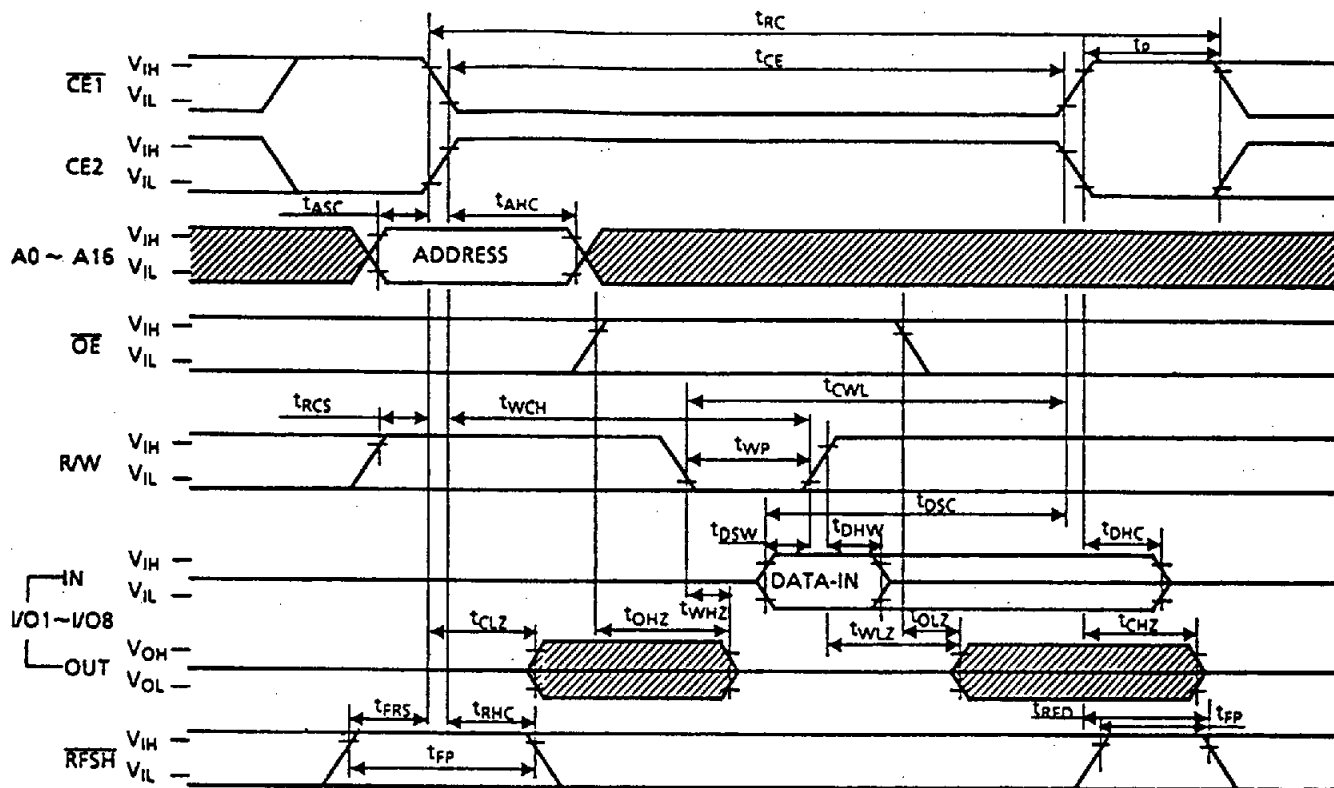 tRC
tP
VIH
CE1
VIL
tCE
VIH
CE2
VIL
tASC
tAHC
VIH
A0 ~ A16
VIL
ADDRESS
VIH
OE
VIL
tCWL
tRCS
tWCH
VIH
R/W
VIL
tWP
tDSC
tDSW
tDHW
tDHC
VIH
IN
VIL
DATA-IN
I/O1~I/O8
tCLZ
tOHZ
tWHZ
tWLZ
tOLZ
tCHZ
VOH
OUT
VOL
tFRS
tRHC
tRFD
tFP
VIH
RFSH
VIL
tFP